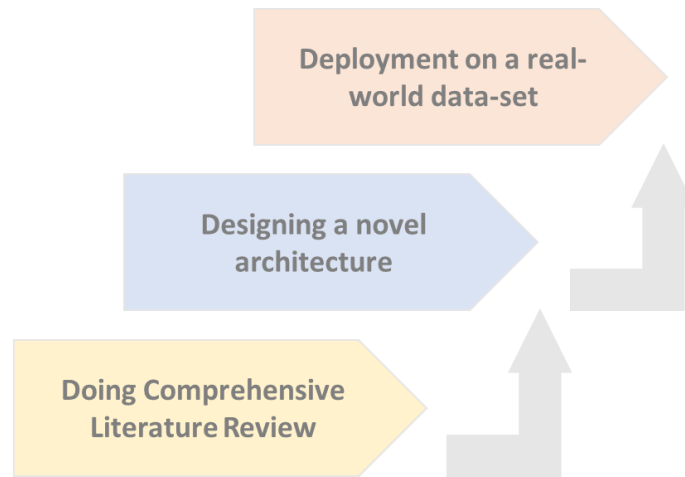 Deployment on a real-
world data-set
Designing a novel
architecture
Doing Comprehensive
Literature Review